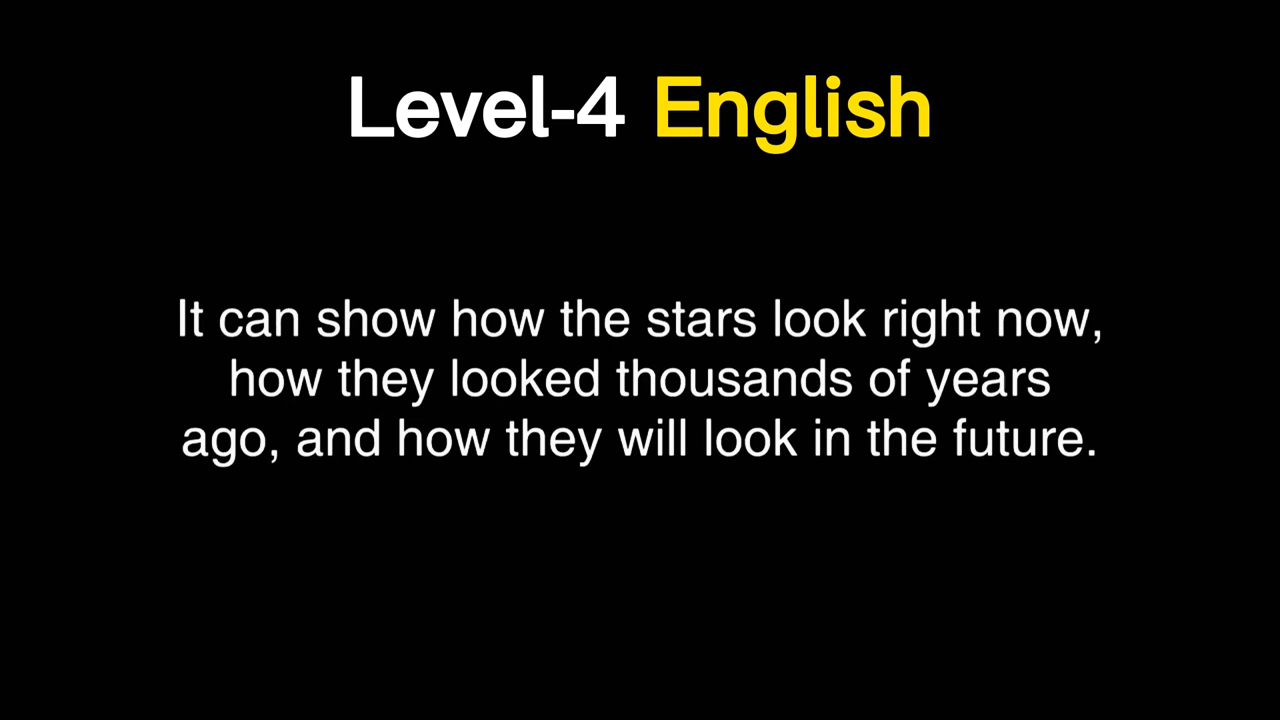 Level-4 English
It can show how the stars look right now,
how they looked thousands of years
ago, and how they will look in the future.